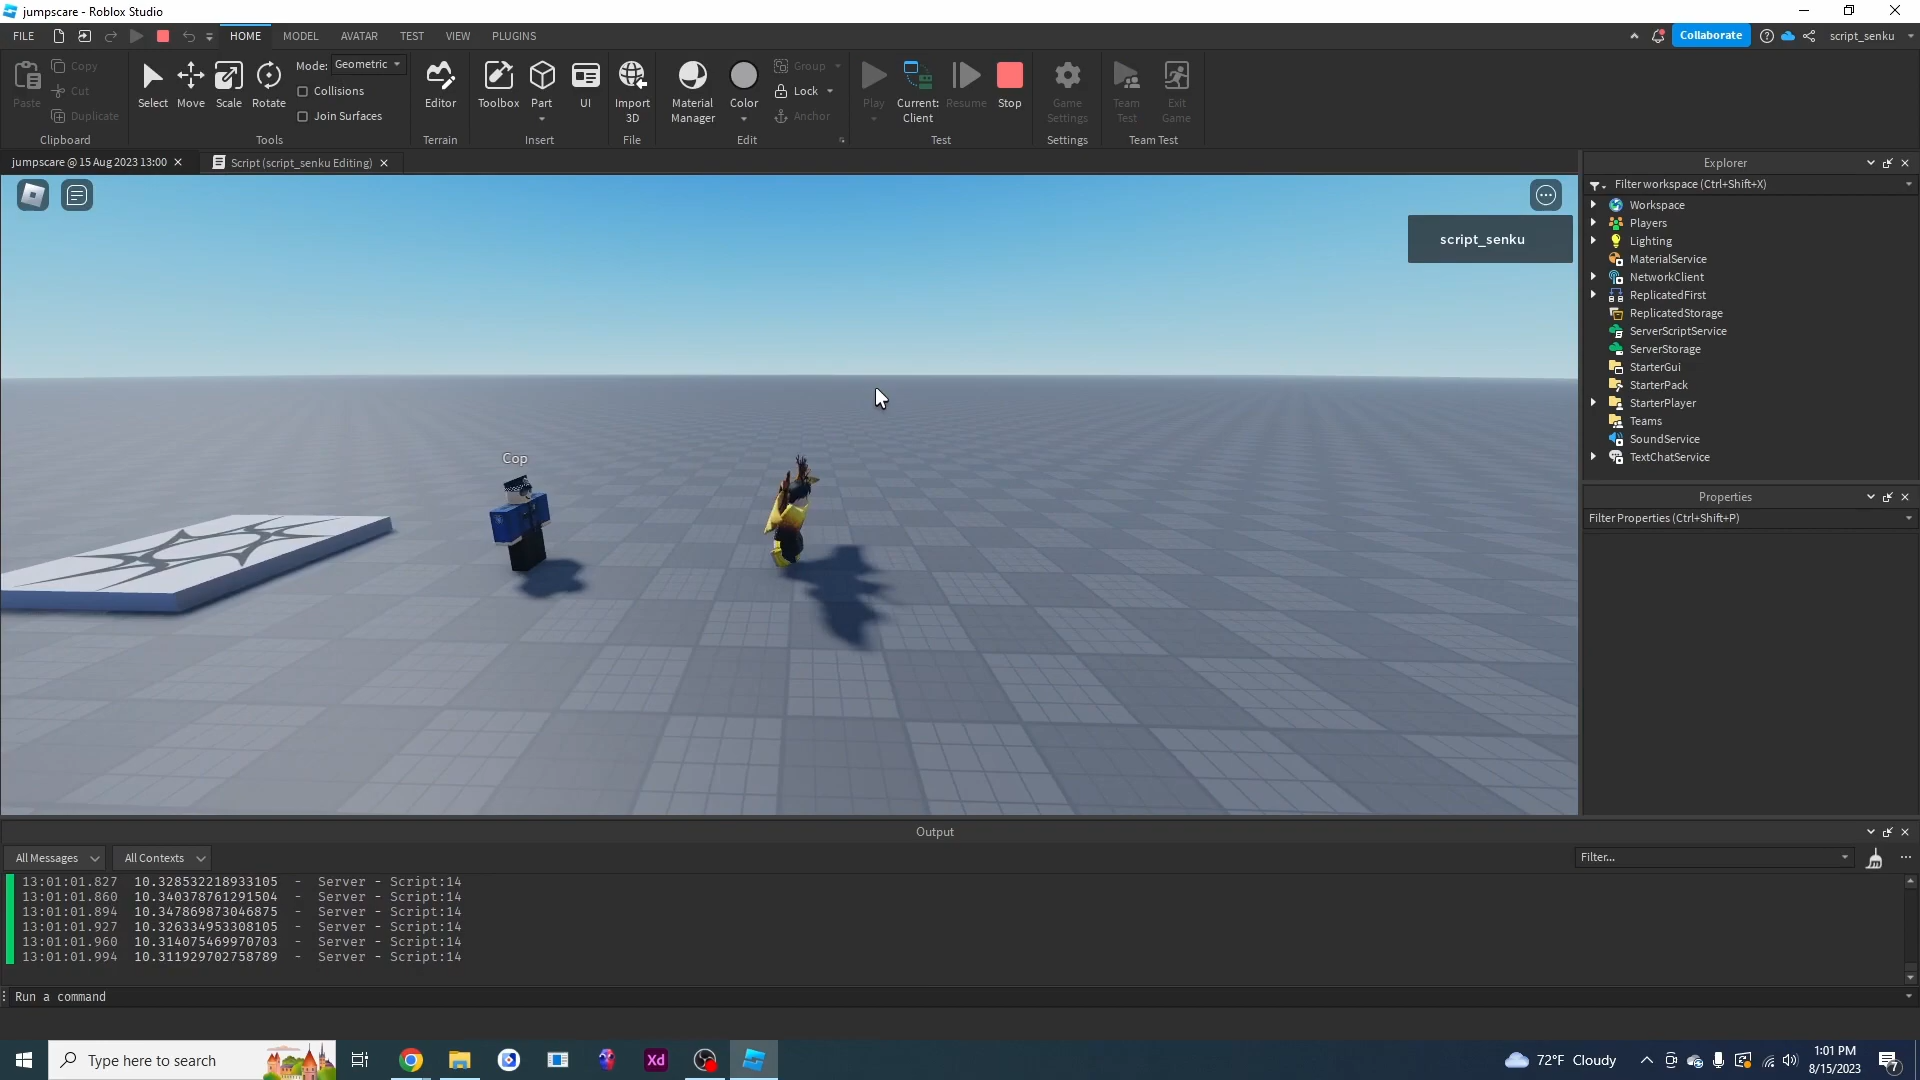 jumpscare - Roblox Studio
FILE HOME MODEL AVATAR TEST VIEW PLUGINS Collaborate script_senku
Paste Copy Cut Duplicate Clipboard
Select Move Scale Rotate Mode: Geometric Collisions Join Surfaces Tools
Editor Terrain
Toolbox Part UI Insert
Import 3D File
Material Manager Color Group Lock Anchor Edit
Play Current: Client Resume Stop Test
Game Settings Settings
Team Test Exit Game Team Test
jumpscare @ 15 Aug 2023 13:00 Script (script_senku Editing)
script_senku
Cop
Explorer
Filter workspace (Ctrl+Shift+X)
Workspace
Players
Lighting
MaterialService
NetworkClient
ReplicatedFirst
ReplicatedStorage
ServerScriptService
ServerStorage
StarterGui
StarterPack
StarterPlayer
Teams
SoundService
TextChatService
Properties
Filter Properties (Ctrl+Shift+P)
Output
All Messages All Contexts Filter...
13:01:01.827 10.328532218933105 - Server - Script:14
13:01:01.860 10.340378761291504 - Server - Script:14
13:01:01.894 10.347869873046875 - Server - Script:14
13:01:01.927 10.326334953308105 - Server - Script:14
13:01:01.960 10.314075469970703 - Server - Script:14
13:01:01.994 10.311929702758789 - Server - Script:14
Run a command
Type here to search Xd 72°F Cloudy 1:01 PM
8/15/2023 7